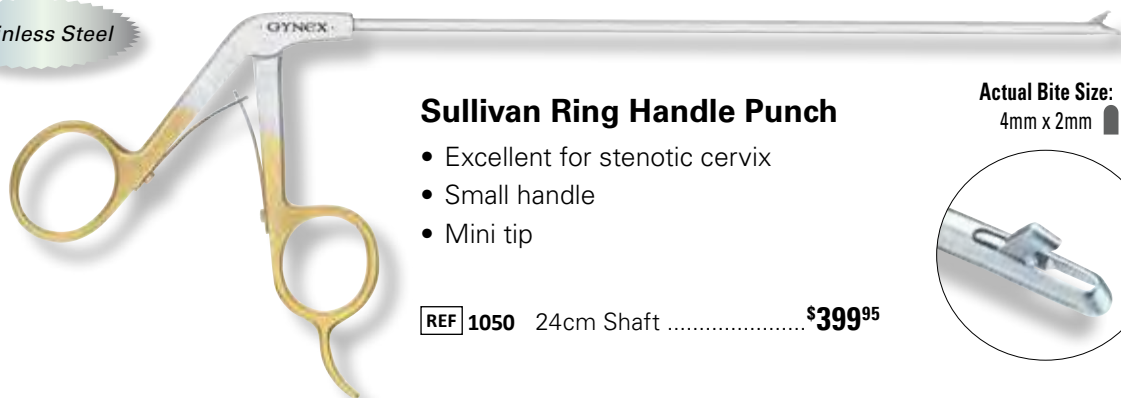 inless Steel
GYNEX
Sullivan Ring Handle Punch
• Excellent for stenotic cervix
• Small handle
• Mini tip
REF 1050 24cm Shaft ......................$399⁹⁵
Actual Bite Size:
4mm x 2mm